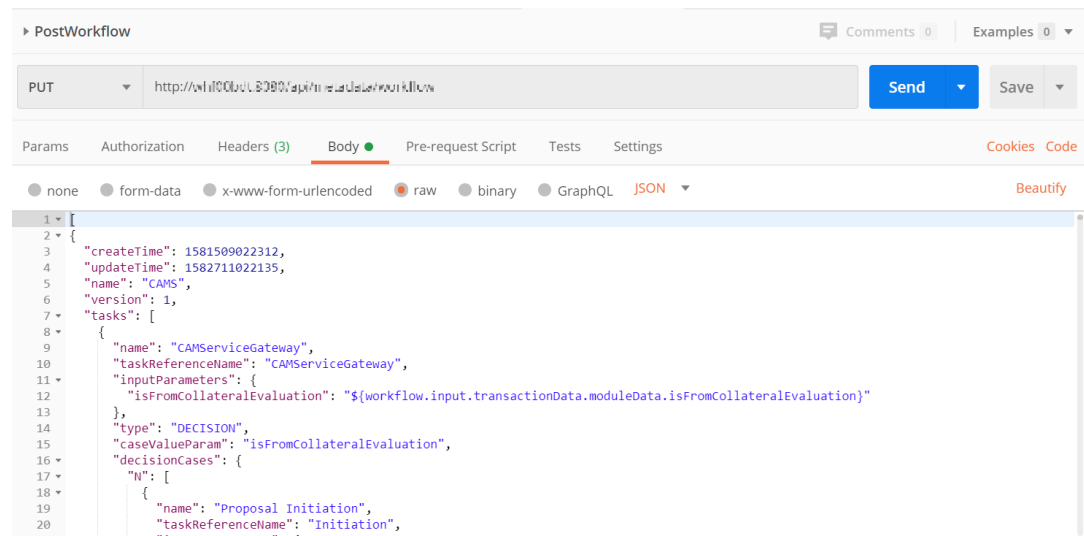 PostWorkflow Comments 0 Examples 0
PUT Send Save
Params Authorization Headers (3) Body Pre-request Script Tests Settings Cookies Code
none form-data x-www-form-urlencoded raw binary GraphQL JSON Beautify
1 [
2 {
3 "createTime": 1581509022312,
4 "updateTime": 1582711022135,
5 "name": "CAMS",
6 "version": 1,
7 "tasks": [
8 {
9 "name": "CAMServiceGateway",
10 "taskReferenceName": "CAMServiceGateway",
11 "inputParameters": {
12 "isFromCollateralEvaluation": "${workflow.input.transactionData.moduleData.isFromCollateralEvaluation}"
13 },
14 "type": "DECISION",
15 "caseValueParam": "isFromCollateralEvaluation",
16 "decisionCases": {
17 "N": [
18 {
19 "name": "Proposal Initiation",
20 "taskReferenceName": "Initiation",